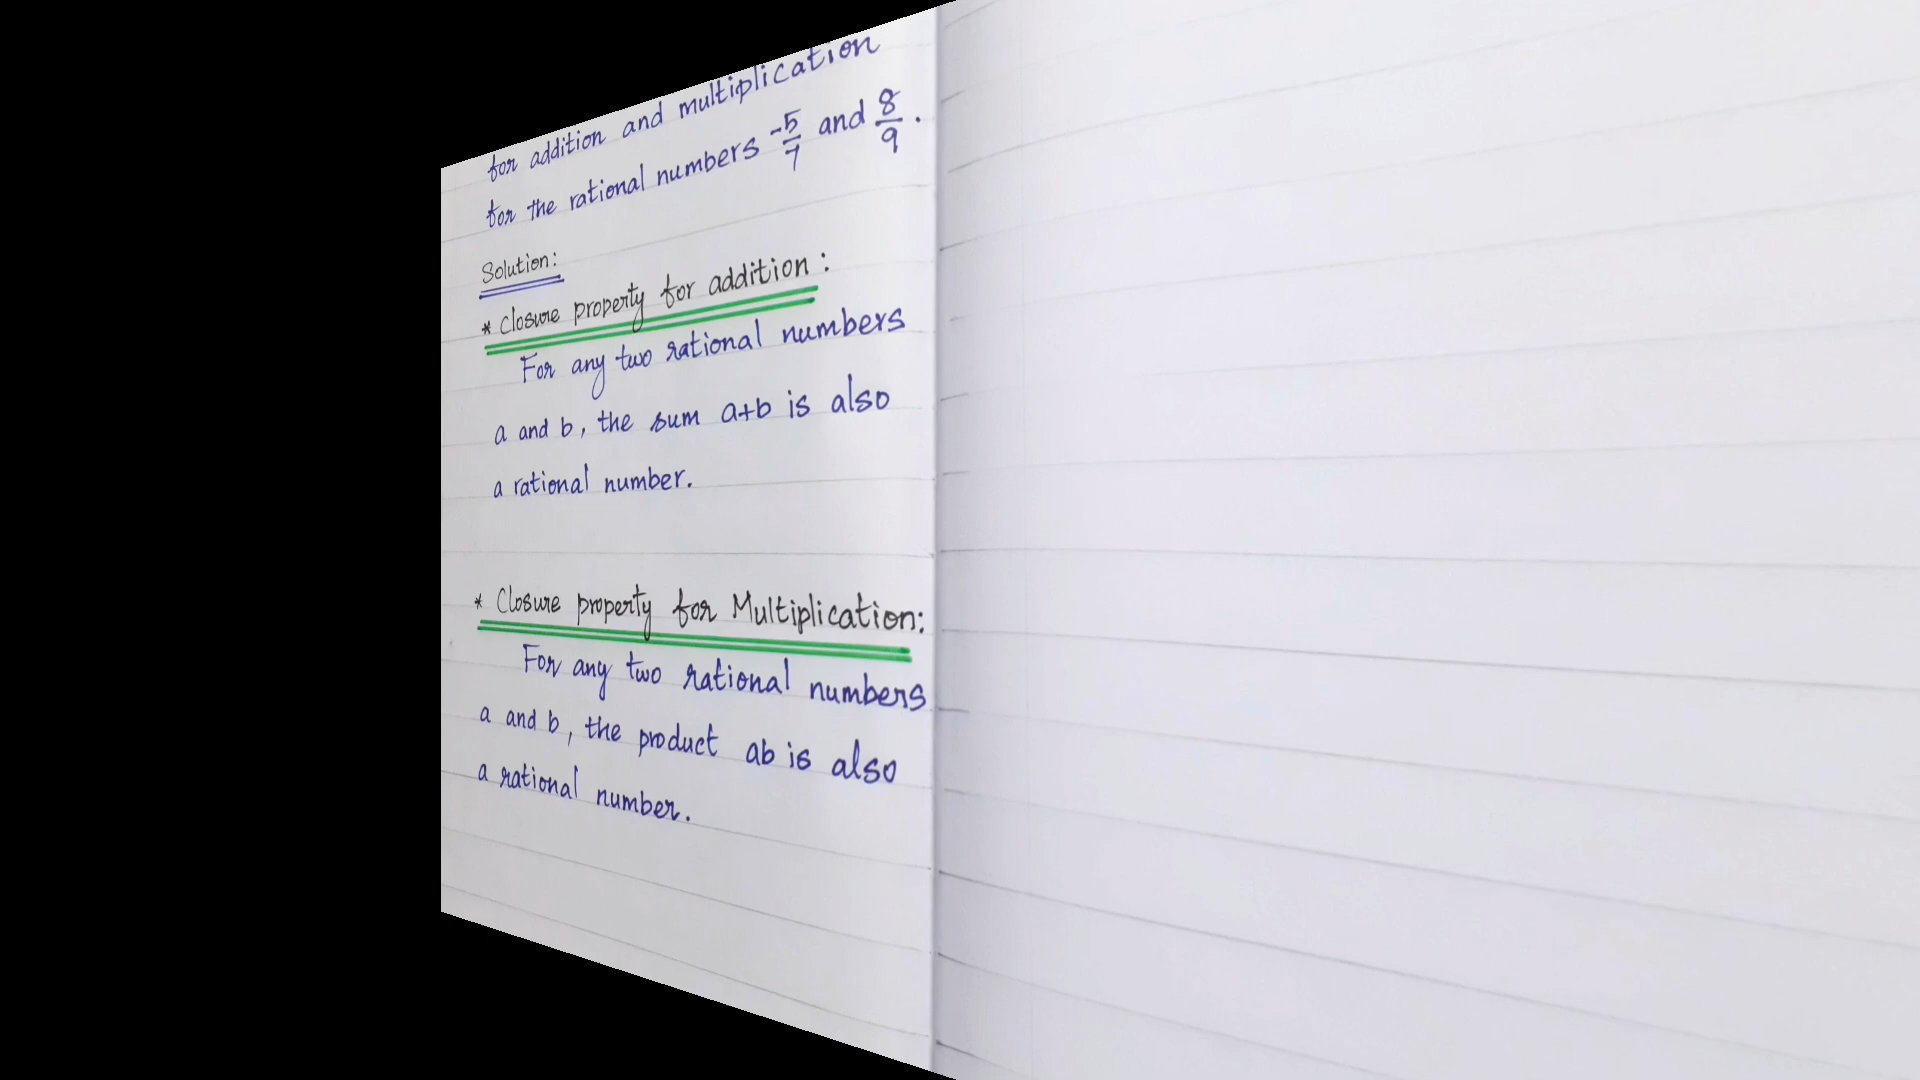 for addition and multiplication
for the rational numbers -5/7 and 8/9.
Solution:
* Closure property for addition:
For any two rational numbers
a and b, the sum a+b is also
a rational number.
* Closure property for Multiplication:
For any two rational numbers
a and b, the product ab is also
a rational number.